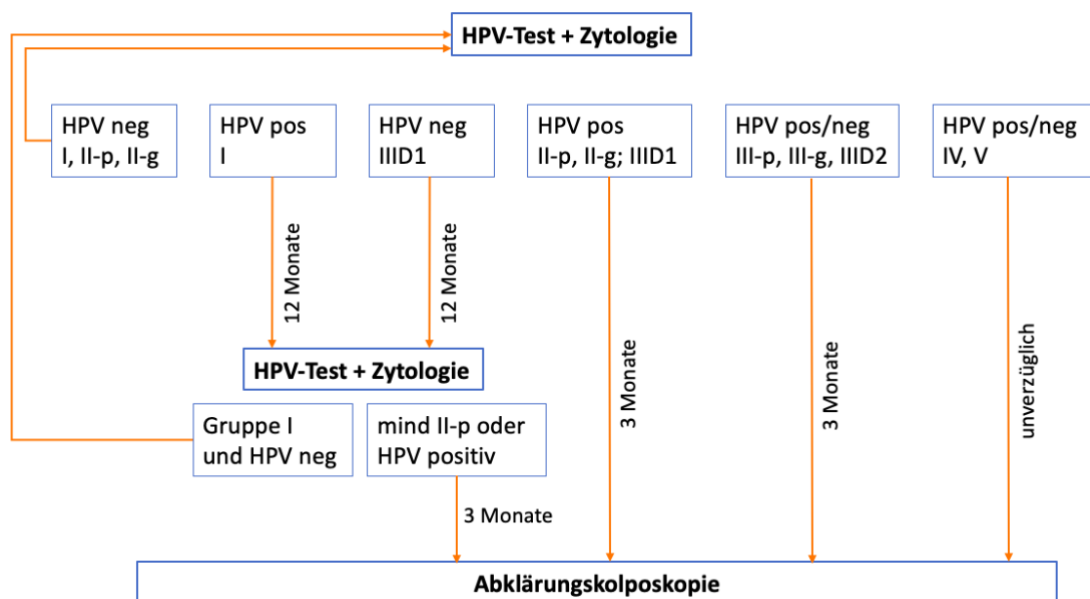 HPV-Test + Zytologie
HPV neg
I, II-p, II-g
HPV pos
I
HPV neg
IIID1
HPV pos
II-p, II-g; IIID1
HPV pos/neg
III-p, III-g, IIID2
HPV pos/neg
IV, V
12 Monate
12 Monate
3 Monate
3 Monate
unverzüglich
HPV-Test + Zytologie
Gruppe I
und HPV neg
mind II-p oder
HPV positiv
3 Monate
Abklärungskolposkopie